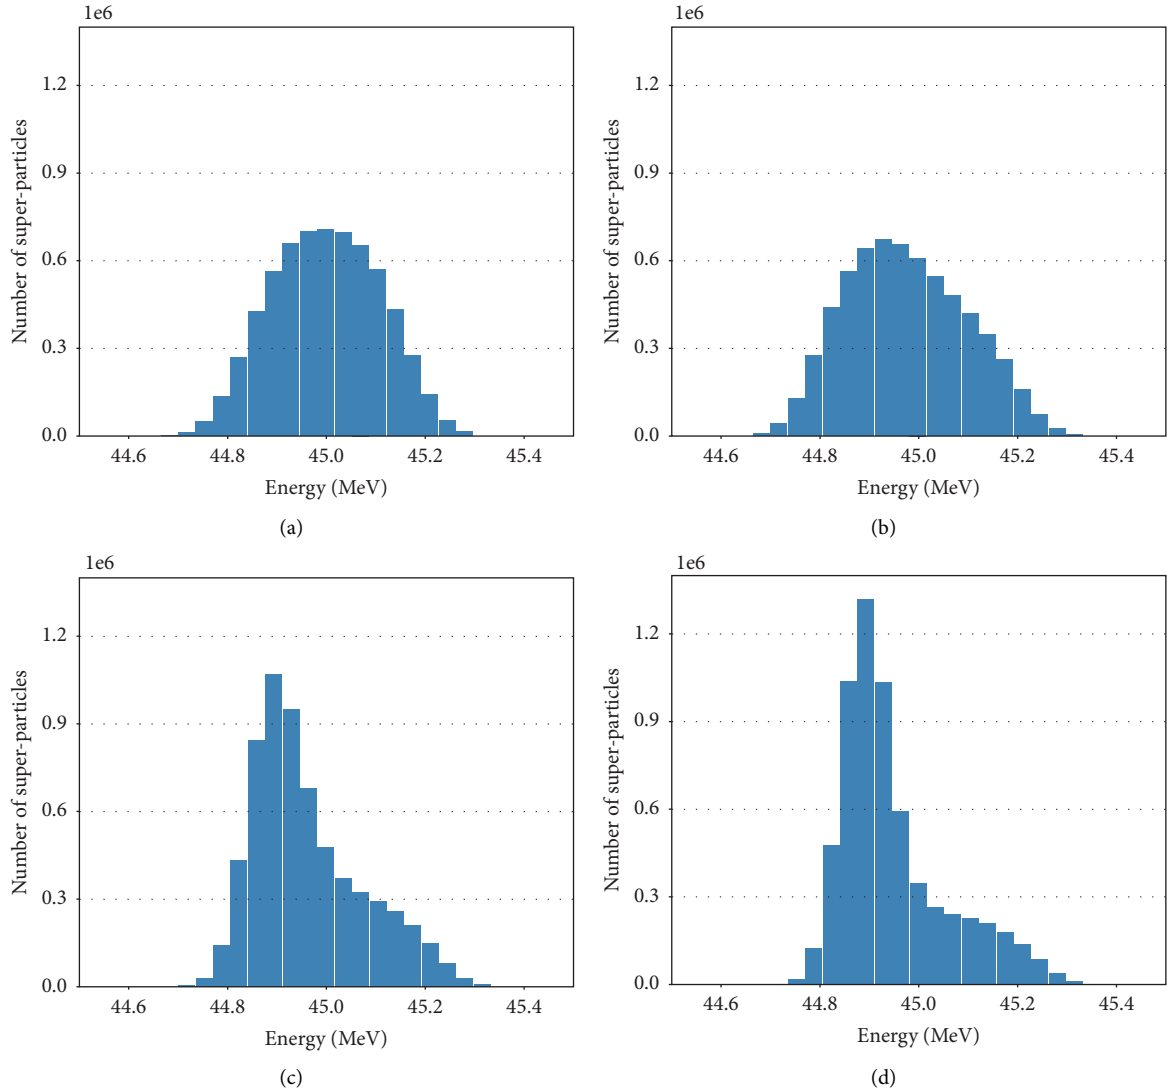 1e6
1.2
0.9
0.6
0.3
0.0
Number of super-particles
44.6 44.8 45.0 45.2 45.4
Energy (MeV)
(a)
1e6
1.2
0.9
0.6
0.3
0.0
Number of super-particles
44.6 44.8 45.0 45.2 45.4
Energy (MeV)
(b)
1e6
1.2
0.9
0.6
0.3
0.0
Number of super-particles
44.6 44.8 45.0 45.2 45.4
Energy (MeV)
(c)
1e6
1.2
0.9
0.6
0.3
0.0
Number of super-particles
44.6 44.8 45.0 45.2 45.4
Energy (MeV)
(d)